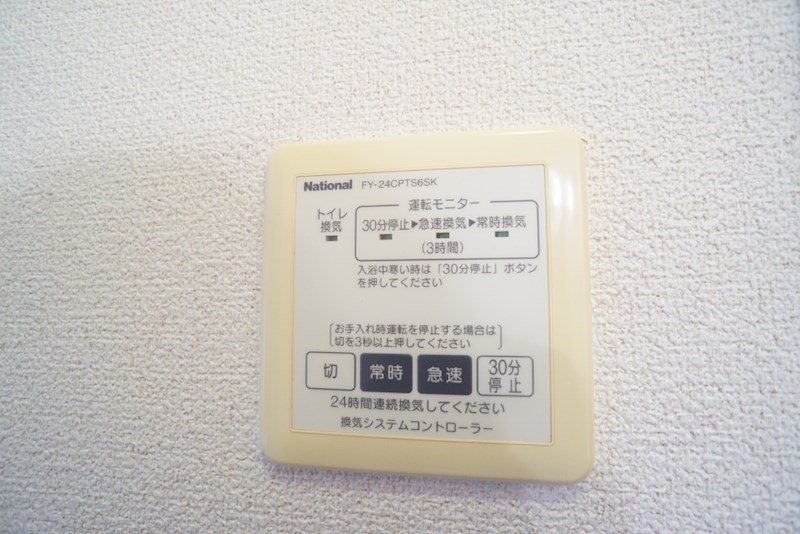 National FY-24CPTS6SK
運転モニター
トイレ
換気
30分停止▶急速換気▶常時換気
(3時間)
入浴中寒い時は「30分停止」ボタン
を押してください
お手入れ時運転を停止する場合は
切を3秒以上押してください
切 常時 急速 30分
停止
24時間連続換気してください
換気システムコントローラー